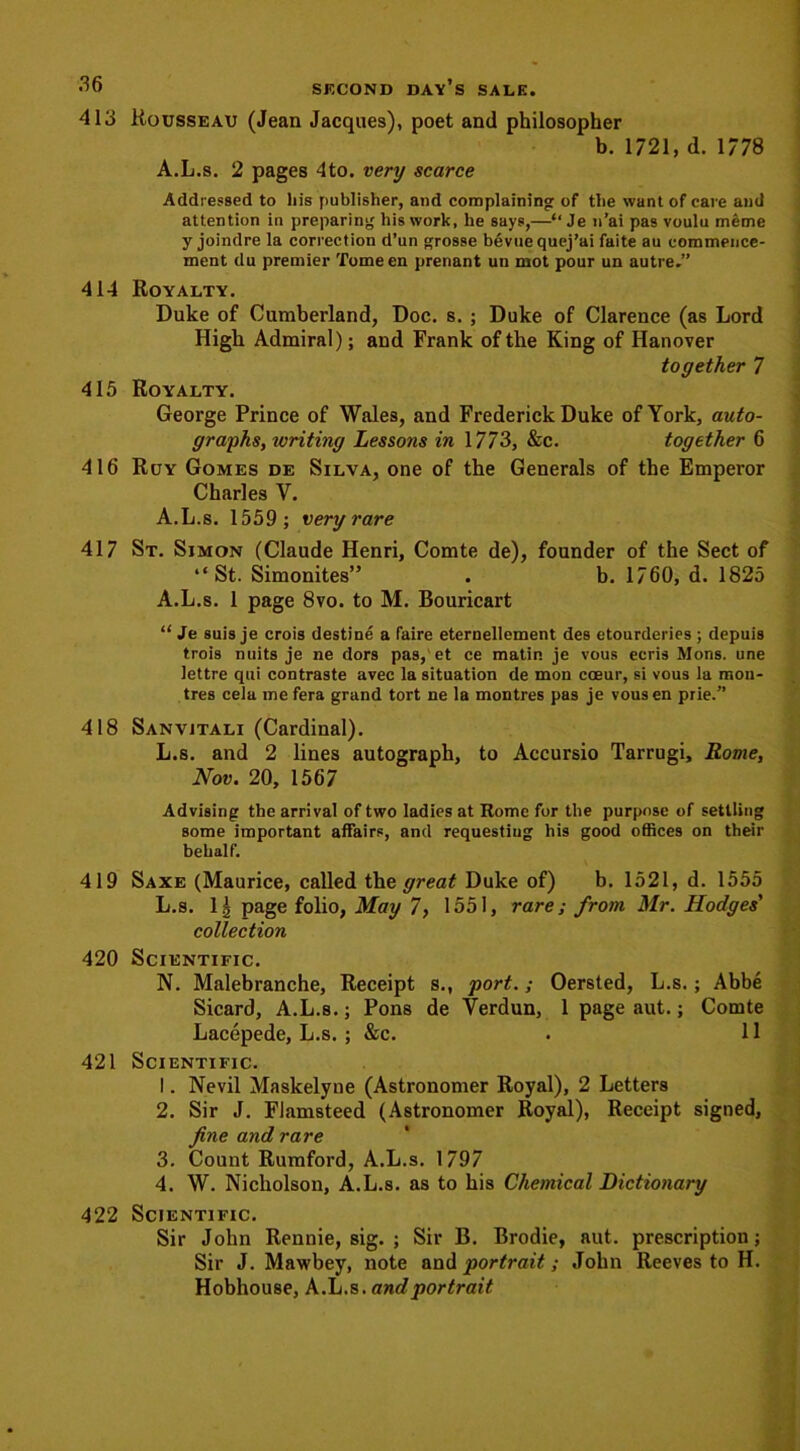 36
SECOND DAY'S SALE.
413 Rousseau (Jean Jacques), poet and philosopher
b. 1721, d. 1778
A.L.s. 2 pages 4to. very scarce
Addressed to his publisher, and complaining of the want of care and
attention in preparing his work, he says,—“ Je n'ai pas voulu même
y joindre la correction d'un grosse bévue quej'ai faite au commence-
ment du premier Tome en prenant un mot pour un autre.”
414 Royalty.
Duke of Cumberland, Doc. s. ; Duke of Clarence (as Lord
High Admiral) ; and Frank of the King of Hanover
together 7
415 Royalty.
George Prince of Wales, and Frederick Duke of York, auto-
graphs, writing Lessons in 1773, &c. together 6
416 Ruy Gomes de Silva, one of the Generals of the Emperor
Charles V.
A.L.s. 1559 ; very rare
417 St. Simon (Claude Henri, Comte de), founder of the Sect of
“ St. Simonites” . b. 1760, d. 1825
A.L.s. 1 page 8vo. to M. Bouricart
“ Je suis je crois destiné a faire eternellement des etourderies ; depuis
trois nuits je ne dors pas, et ce matin je vous ecris Mons. une
lettre qui contraste avec la situation de mon cœur, si vous la mon-
tres cela me fera grand tort ne la montres pas je vous en prie.”
418 Sanvitali (Cardinal).
L.s. and 2 lines autograph, to Accursio Tarrugi, Rome,
Nov. 20, 1567
Advising the arrival of two ladies at Rome for the purpose of settling
some important affairs, and requesting his good offices on their
behalf.
419 Saxe (Maurice, called the great Duke of) b. 1521, d. 1555
L.s. 1½ page folio, May 7, 1551, rare ; from Mr. Hodges'
collection
420 Scientific.
N. Malebranche, Receipt s., port. ; Oersted, L.s. ; Abbé
Sicard, A.L.s. ; Pons de Verdun, 1 page aut. ; Comte
Lacépede, L.s. ; &c. . 11
421 Scientific.
1. Nevil Maskelyne (Astronomer Royal), 2 Letters
2. Sir J. Flamsteed (Astronomer Royal), Receipt signed,
fine and rare
3. Count Rumford, A.L.s. 1797
4. W. Nicholson, A.L.s. as to his Chemical Dictionary
422 Scientific.
Sir John Rennie, sig. ; Sir B. Brodie, aut. prescription ;
Sir J. Mawbey, note and portrait ; John Reeves to H.
Hobhouse, A.L.s. and portrait